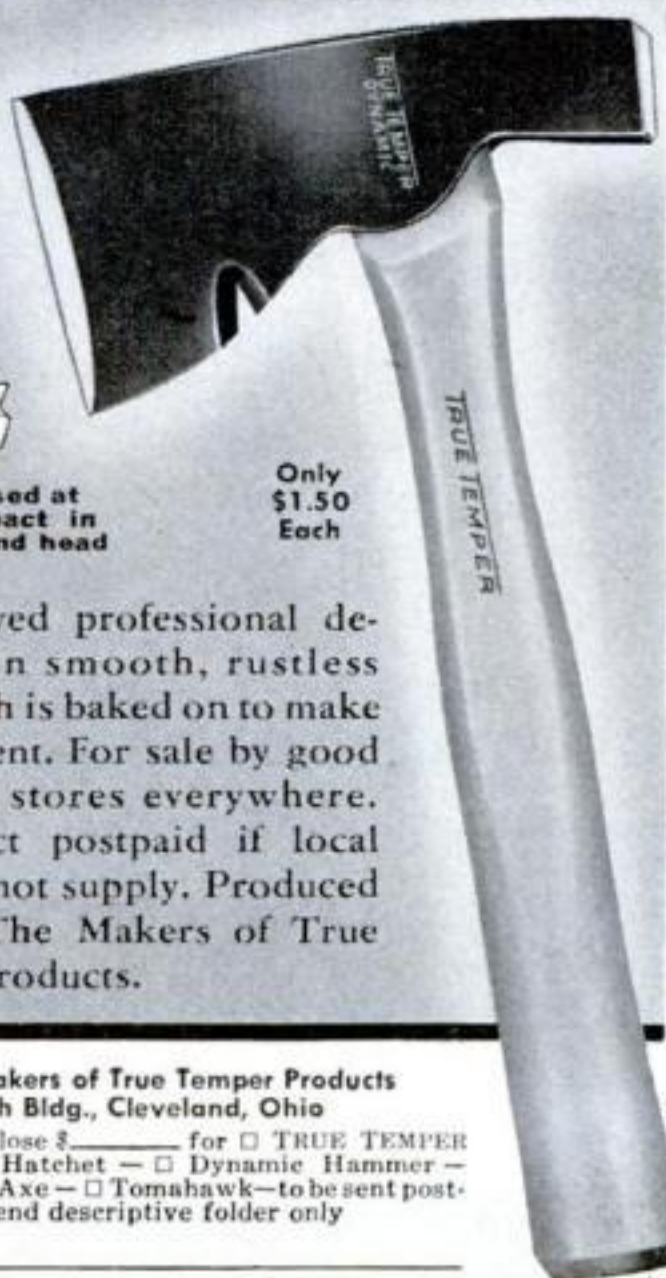 TRUE TEMPER
DYNAMIC
TRUE TEMPER
sed at
act in
nd head
Only
$1.50
Each
ved professional de-
n smooth, rustless
h is baked on to make
ent. For sale by good
stores everywhere.
ct postpaid if local
not supply. Produced
The Makers of True
roducts.
akers of True Temper Products
h Bldg., Cleveland, Ohio
lose $_______ for □ TRUE TEMPER
Hatchet — □ Dynamic Hammer —
Axe — □ Tomahawk—to be sent post-
end descriptive folder only